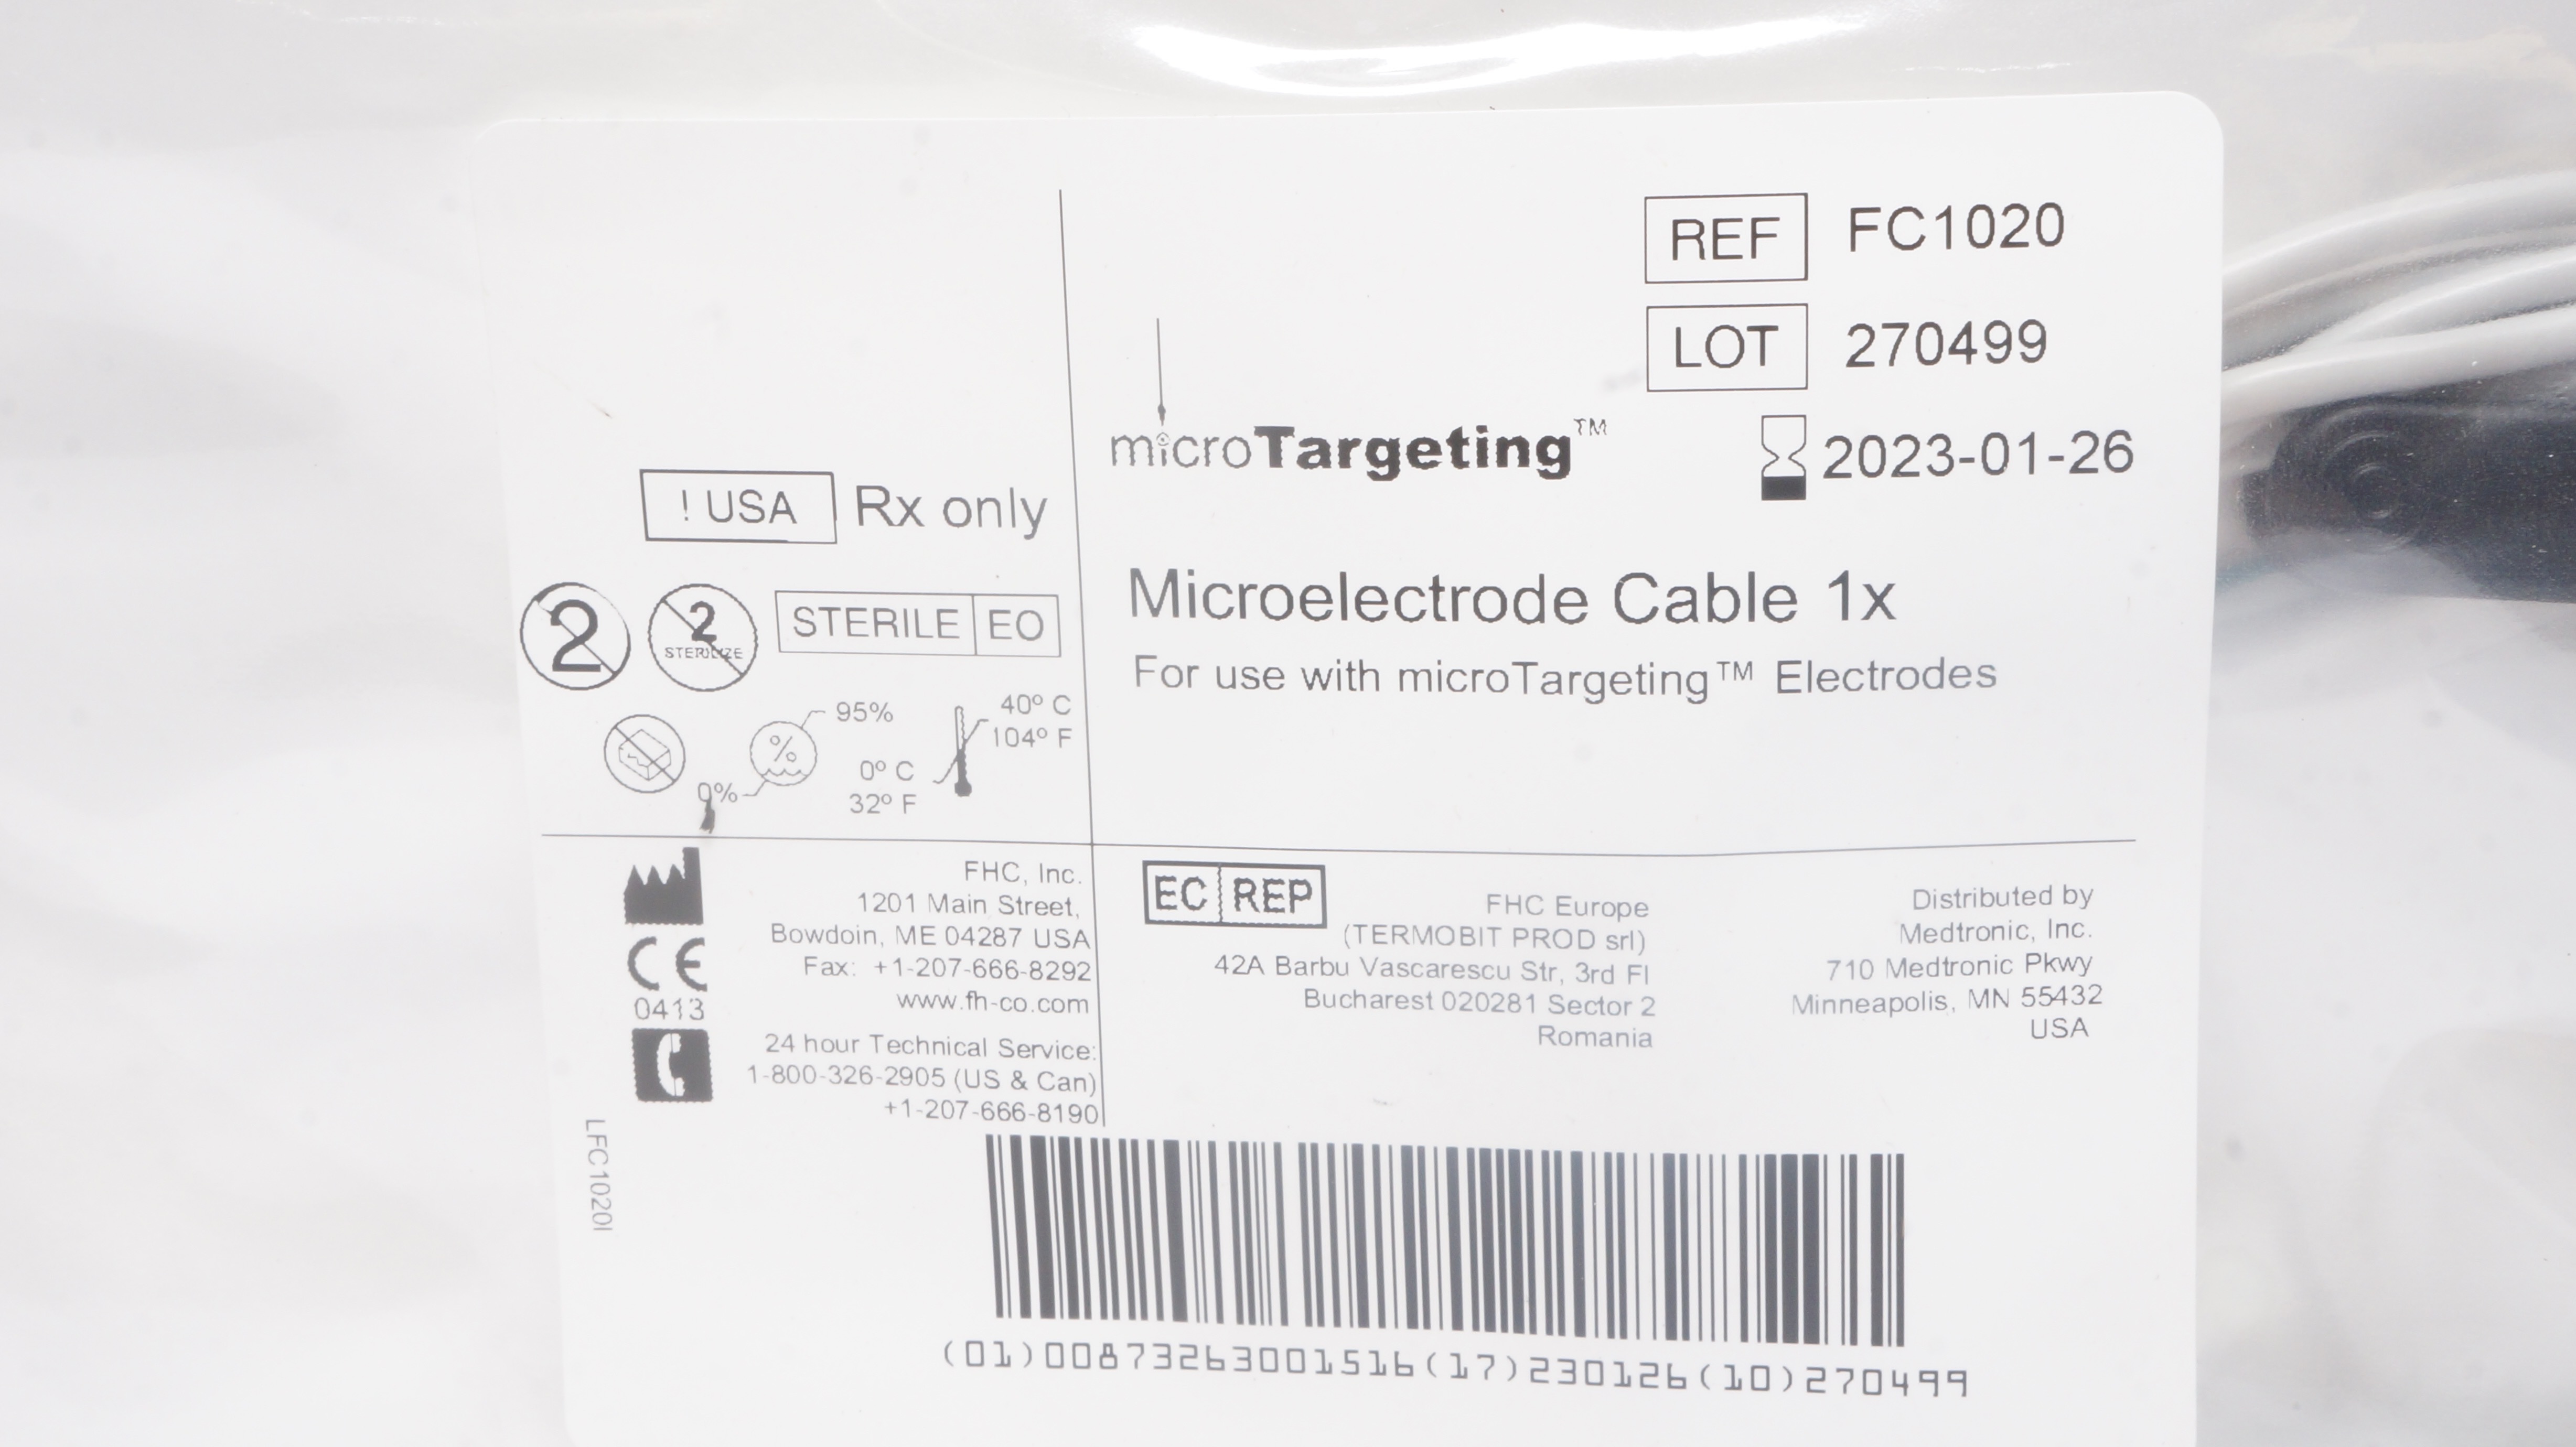 REF FC1020
LOT 270499
2023-01-26
microTargeting™
Microelectrode Cable 1x
For use with microTargeting™ Electrodes
! USA Rx only
2
2
STERILIZE
STERILE EO
95%
%
0%
40° C
104° F
0° C
32° F
FHC, Inc.
1201 Main Street,
Bowdoin, ME 04287 USA
Fax: +1-207-666-8292
www.fh-co.com
CE
0413
24 hour Technical Service:
1-800-326-2905 (US & Can)
+1-207-666-8190
EC REP
FHC Europe
(TERMOBIT PROD srl)
42A Barbu Vascarescu Str, 3rd Fl
Bucharest 020281 Sector 2
Romania
Distributed by
Medtronic, Inc.
710 Medtronic Pkwy
Minneapolis, MN 55432
USA
LFC1020I
(01)00873263001516(17)230126(10)270499